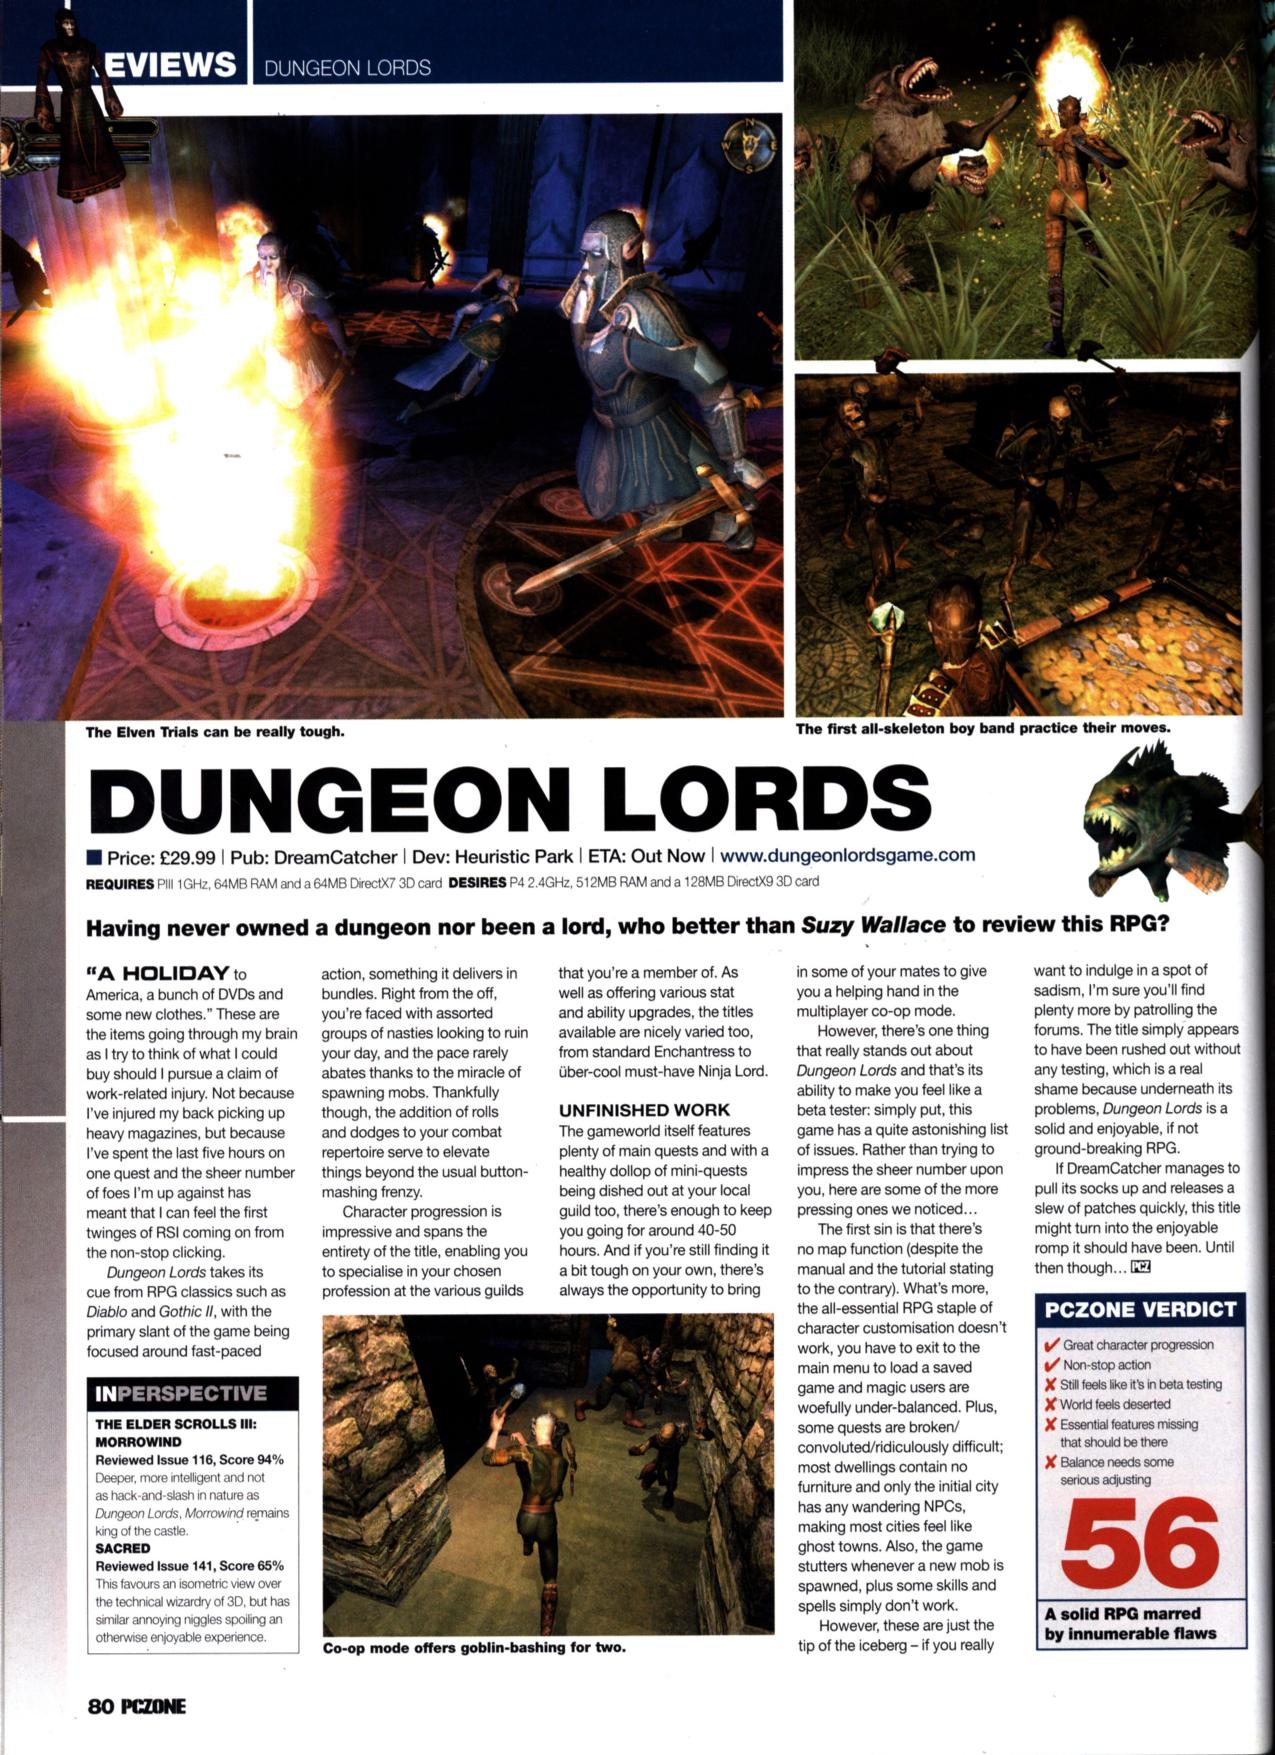 EVIEWS
DUNGEON LORDS
N
E
S
W
The Elven Trials can be really tough.
The first all-skeleton boy band practice their moves.
DUNGEON LORDS
Price: £29.99 | Pub: DreamCatcher | Dev: Heuristic Park | ETA: Out Now | www.dungeonlordsgame.com
REQUIRES PIII 1GHz, 64MB RAM and a 64MB DirectX7 3D card DESIRES P4 2.4GHz, 512MB RAM and a 128MB DirectX9 3D card
Having never owned a dungeon nor been a lord, who better than Suzy Wallace to review this RPG?
“A HOLIDAY to
America, a bunch of DVDs and
some new clothes.” These are
the items going through my brain
as I try to think of what I could
buy should I pursue a claim of
work-related injury. Not because
I've injured my back picking up
heavy magazines, but because
I've spent the last five hours on
one quest and the sheer number
of foes I'm up against has
meant that I can feel the first
twinges of RSI coming on from
the non-stop clicking.
Dungeon Lords takes its
cue from RPG classics such as
Diablo and Gothic II, with the
primary slant of the game being
focused around fast-paced
INPERSPECTIVE
THE ELDER SCROLLS III:
MORROWIND
Reviewed Issue 116, Score 94%
Deeper, more intelligent and not
as hack-and-slash in nature as
Dungeon Lords, Morrowind remains
king of the castle.
SACRED
Reviewed Issue 141, Score 65%
This favours an isometric view over
the technical wizardry of 3D, but has
similar annoying niggles spoiling an
otherwise enjoyable experience.
action, something it delivers in
bundles. Right from the off,
you're faced with assorted
groups of nasties looking to ruin
your day, and the pace rarely
abates thanks to the miracle of
spawning mobs. Thankfully
though, the addition of rolls
and dodges to your combat
repertoire serve to elevate
things beyond the usual button-
mashing frenzy.
Character progression is
impressive and spans the
entirety of the title, enabling you
to specialise in your chosen
profession at the various guilds
that you're a member of. As
well as offering various stat
and ability upgrades, the titles
available are nicely varied too,
from standard Enchantress to
über-cool must-have Ninja Lord.
UNFINISHED WORK
The gameworld itself features
plenty of main quests and with a
healthy dollop of mini-quests
being dished out at your local
guild too, there's enough to keep
you going for around 40-50
hours. And if you're still finding it
a bit tough on your own, there's
always the opportunity to bring
Co-op mode offers goblin-bashing for two.
in some of your mates to give
you a helping hand in the
multiplayer co-op mode.
However, there's one thing
that really stands out about
Dungeon Lords and that's its
ability to make you feel like a
beta tester: simply put, this
game has a quite astonishing list
of issues. Rather than trying to
impress the sheer number upon
you, here are some of the more
pressing ones we noticed...
The first sin is that there's
no map function (despite the
manual and the tutorial stating
to the contrary). What's more,
the all-essential RPG staple of
character customisation doesn't
work, you have to exit to the
main menu to load a saved
game and magic users are
woefully under-balanced. Plus,
some quests are broken/
convoluted/ridiculously difficult;
most dwellings contain no
furniture and only the initial city
has any wandering NPCs,
making most cities feel like
ghost towns. Also, the game
stutters whenever a new mob is
spawned, plus some skills and
spells simply don't work.
However, these are just the
tip of the iceberg – if you really
want to indulge in a spot of
sadism, I'm sure you'll find
plenty more by patrolling the
forums. The title simply appears
to have been rushed out without
any testing, which is a real
shame because underneath its
problems, Dungeon Lords is a
solid and enjoyable, if not
ground-breaking RPG.
If DreamCatcher manages to
pull its socks up and releases a
slew of patches quickly, this title
might turn into the enjoyable
romp it should have been. Until
then though... PCZ
PCZONE VERDICT
✓ Great character progression
✓ Non-stop action
✗ Still feels like it's in beta testing
✗ World feels deserted
✗ Essential features missing
that should be there
✗ Balance needs some
serious adjusting
56
A solid RPG marred
by innumerable flaws
80 PCZONE